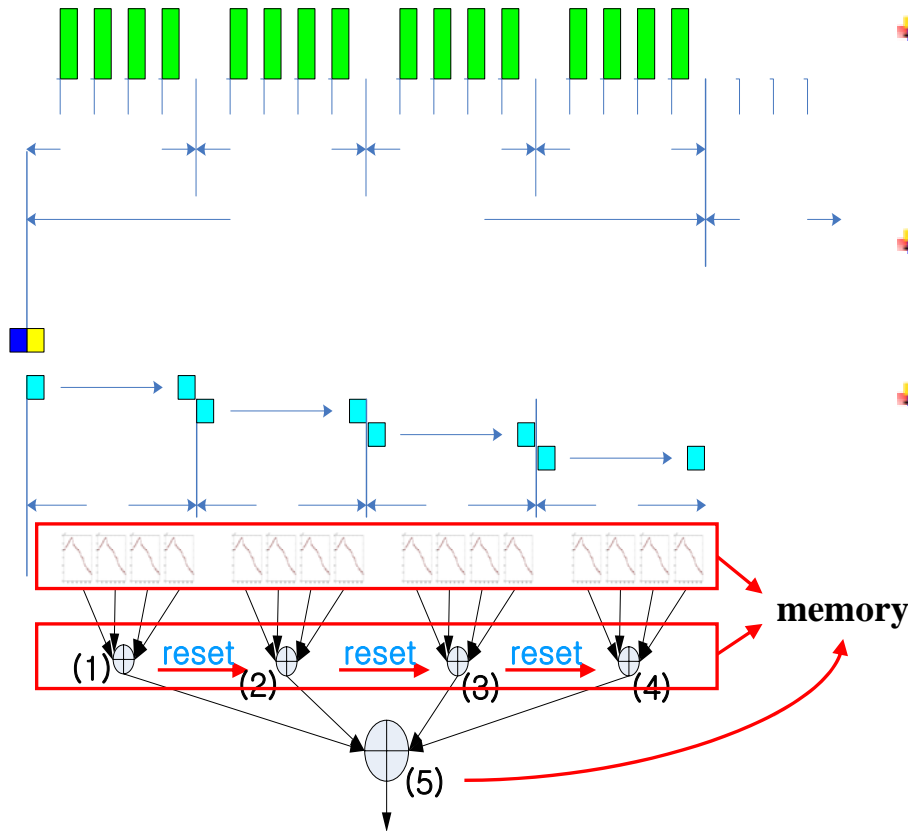 memory
reset
reset
reset
(1)
(2)
(3)
(4)
(5)